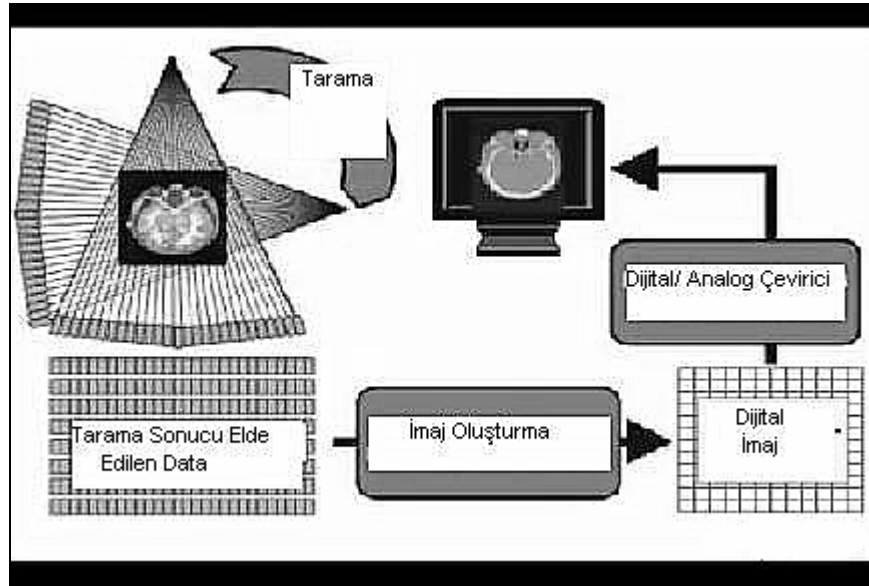 Tarama
Dijital/ Analog Çevirici
Tarama Sonucu Elde
Edilen Data
İmaj Oluşturma
Dijital
İmaj